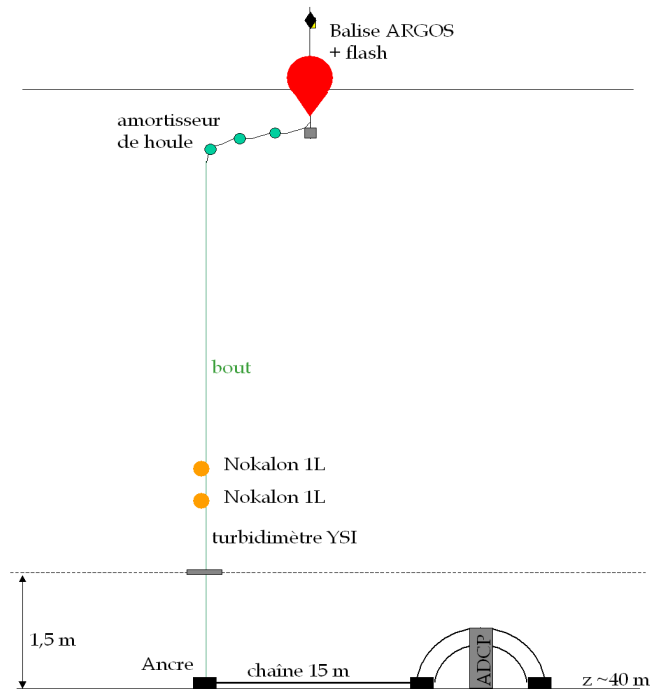 Balise ARGOS
+ flash
amortisseur
de houle
bout
Nokalon 1L
Nokalon 1L
turbidimètre YSI
1,5 m
Ancre
chaîne 15 m
ADCP
z ~40 m